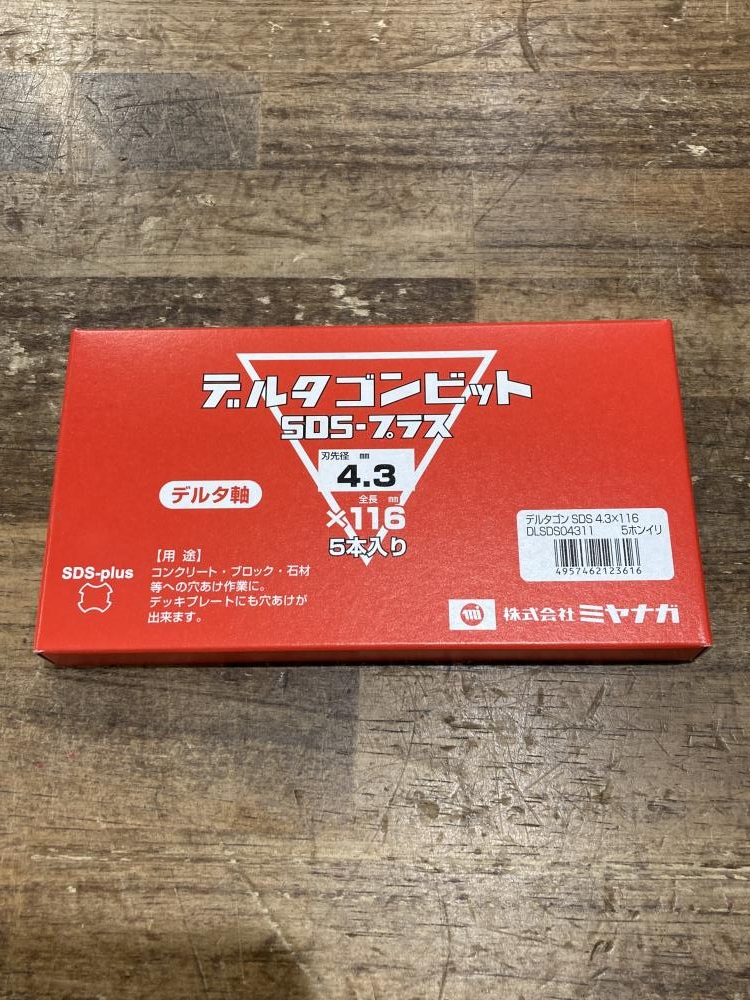 デルタゴンビット
SDS-プラス
刃先径 ㎜
4.3
デルタ軸
全長 ㎜
×116
5本入り
デルタゴン SDS 4.3×116
DLSDS04311 5ホンイリ
4957462123616
SDS-plus
【用 途】
コンクリート・ブロック・石材
等への穴あけ作業に。
デッキプレートにも穴あけが
出来ます。
mi 株式会社 ミヤナガ